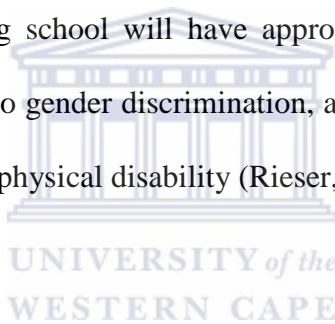 g school will have appro
o gender discrimination, a
physical disability (Rieser,
UNIVERSITY of the
WESTERN CAPE